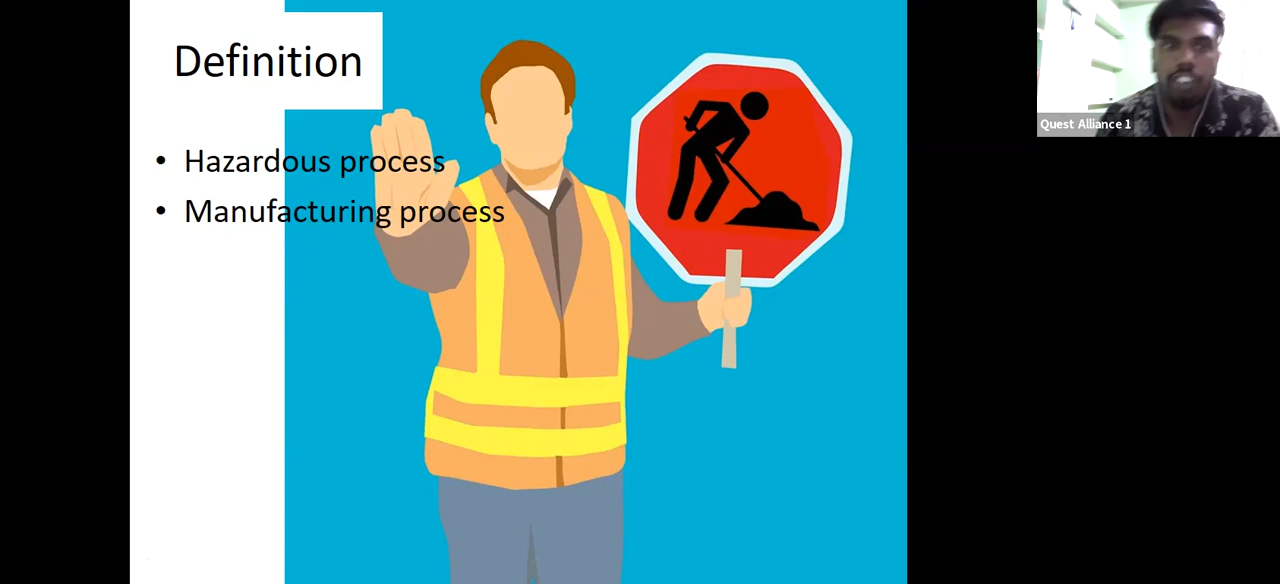 Definition
• Hazardous process
• Manufacturing process
Quest Alliance 1